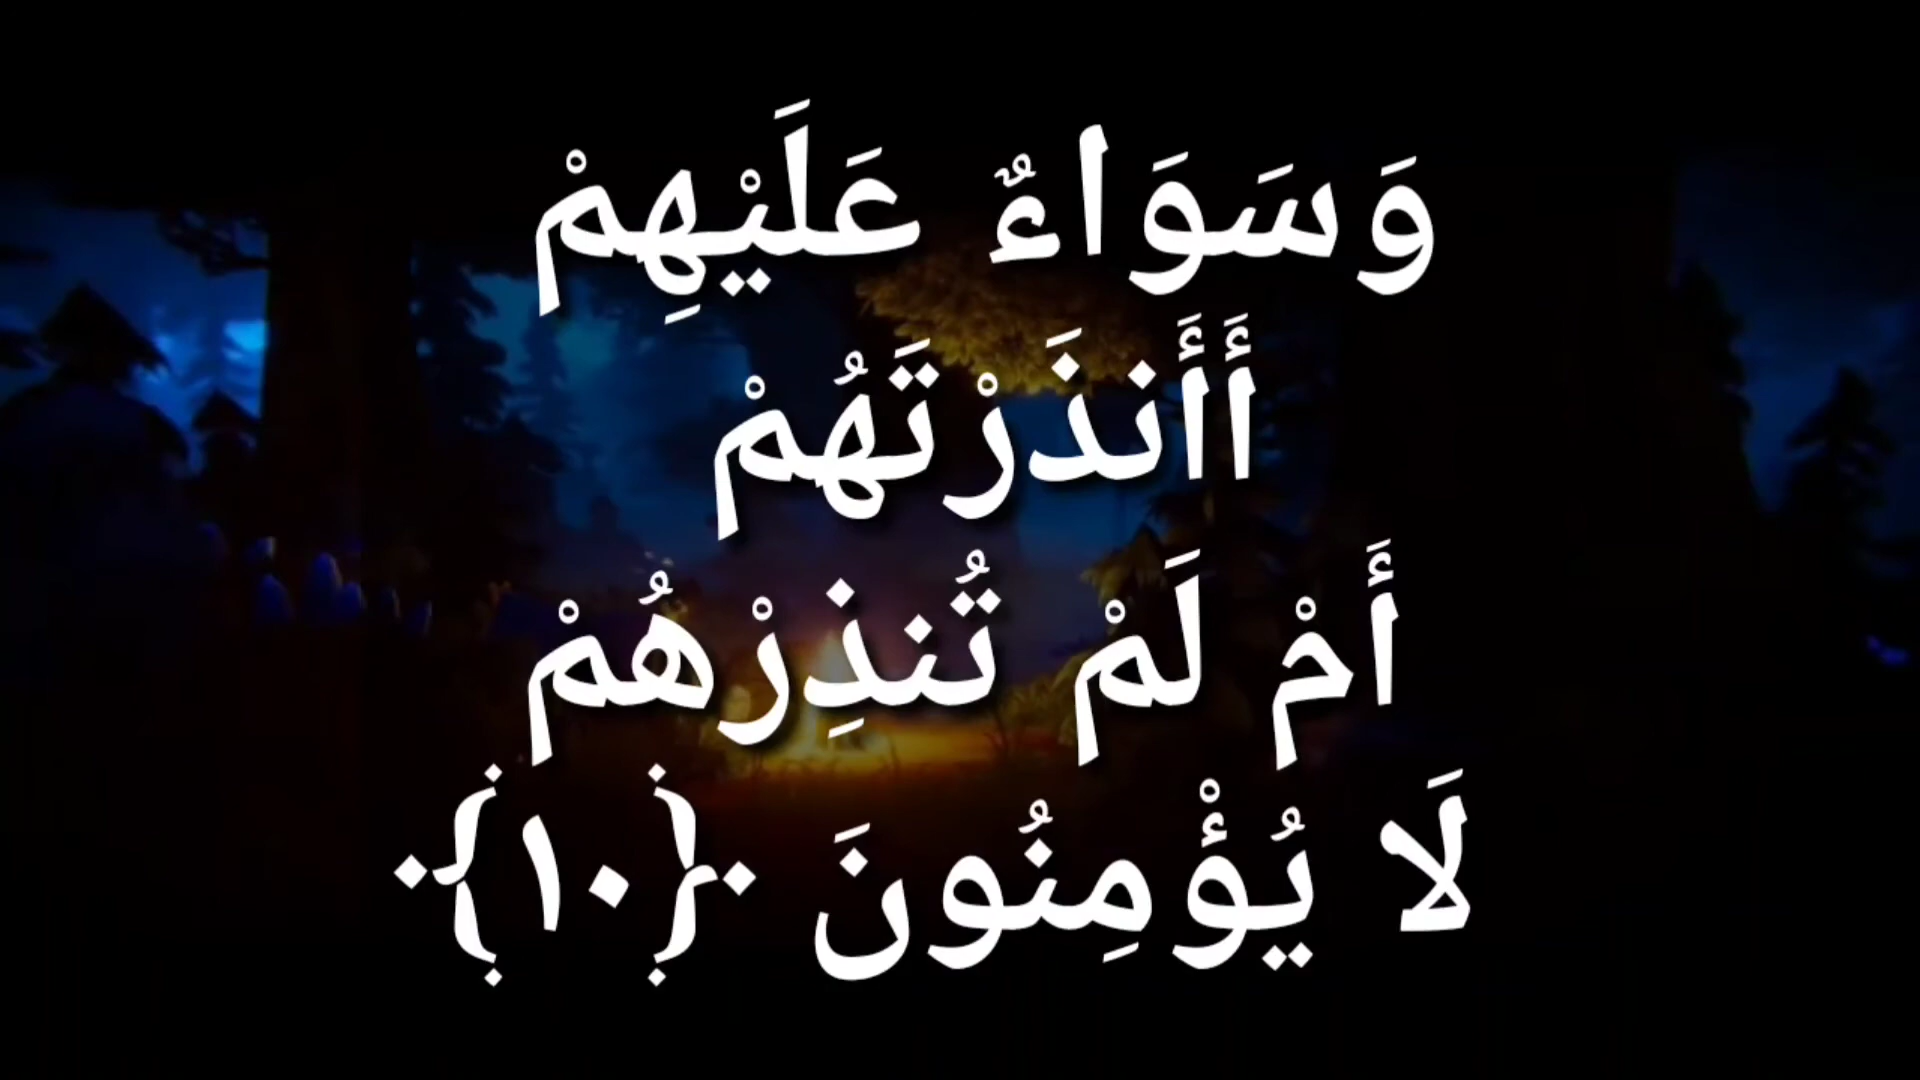 وَسَوَاءٌ عَلَيْهِمْ
أَأَنذَرْتَهُمْ
أَمْ لَمْ تُنذِرْهُمْ
لَا يُؤْمِنُونَ ﴿١٠﴾